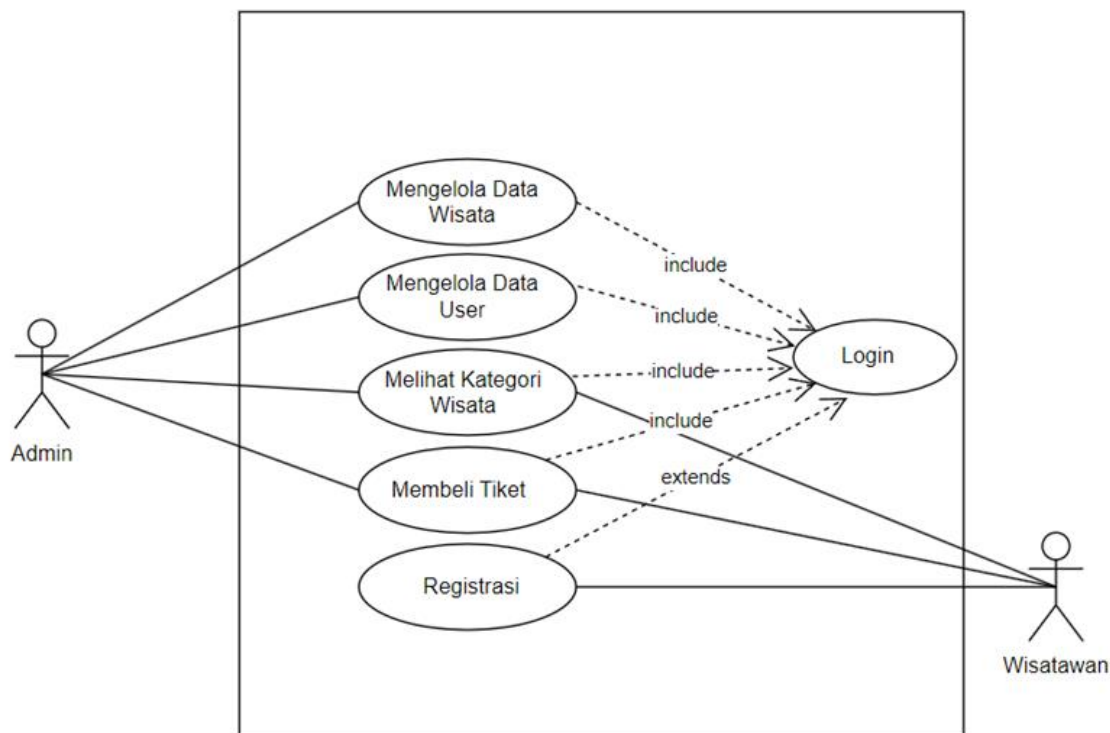 Mengelola Data
Wisata
include
Mengelola Data
User
include
Login
Melihat Kategori
Wisata
include
include
Admin
Membeli Tiket
extends
Registrasi
Wisatawan